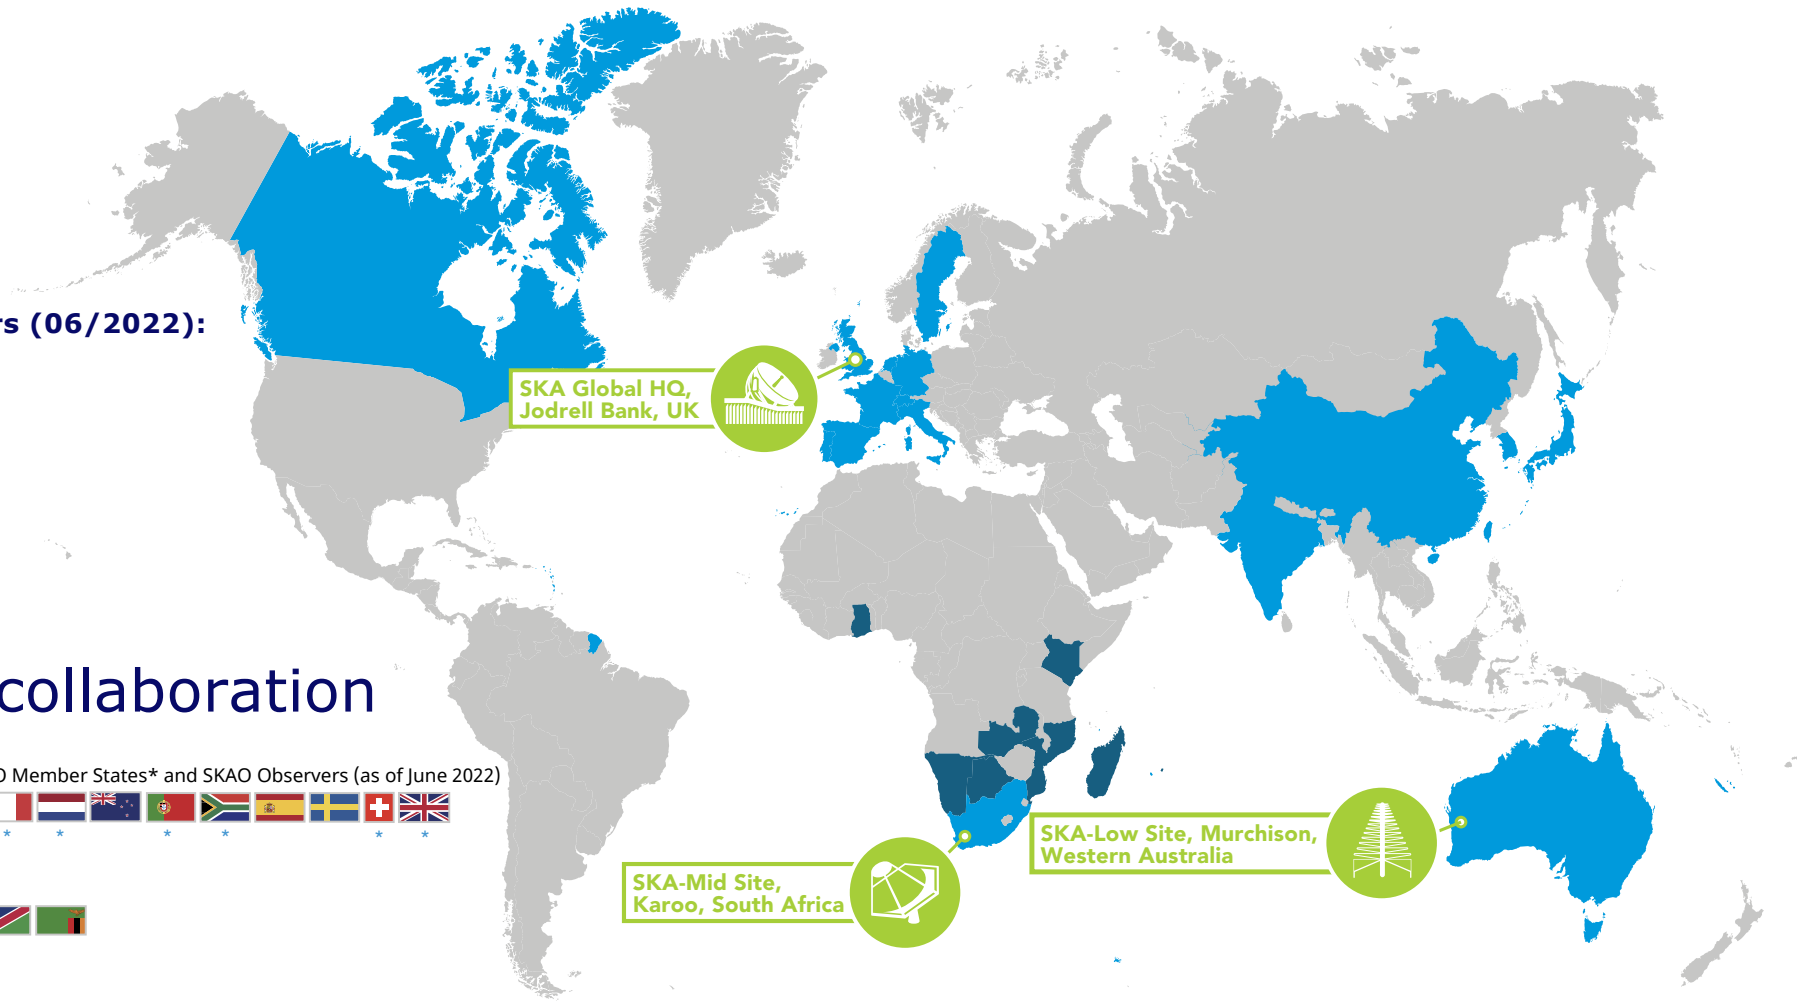 (06/2022):
SKA Global HQ,
Jodrell Bank, UK
collaboration
Member States* and SKAO Observers (as of June 2022)
* * * * * *
SKA-Low Site, Murchison,
Western Australia
SKA-Mid Site,
Karoo, South Africa